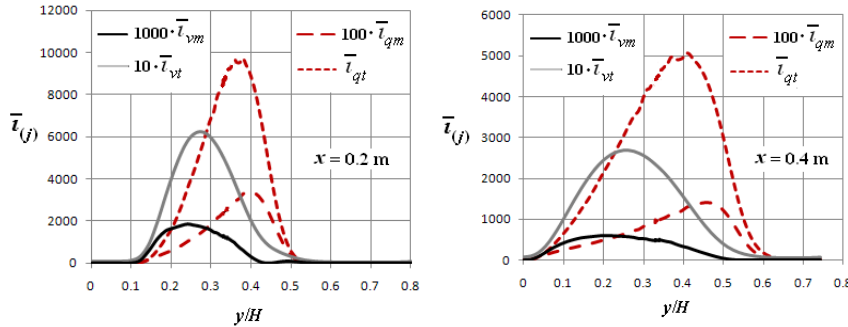 12000
10000
8000
6000
4000
2000
0
1000·ῑvm
100·ῑqm
10·ῑvt
ῑqt
ῑ(j)
x = 0.2 m
0 0.1 0.2 0.3 0.4 0.5 0.6 0.7 0.8
y/H
6000
5000
4000
3000
2000
1000
0
1000·ῑvm
100·ῑqm
10·ῑvt
ῑqt
ῑ(j)
x = 0.4 m
0 0.1 0.2 0.3 0.4 0.5 0.6 0.7 0.8
y/H